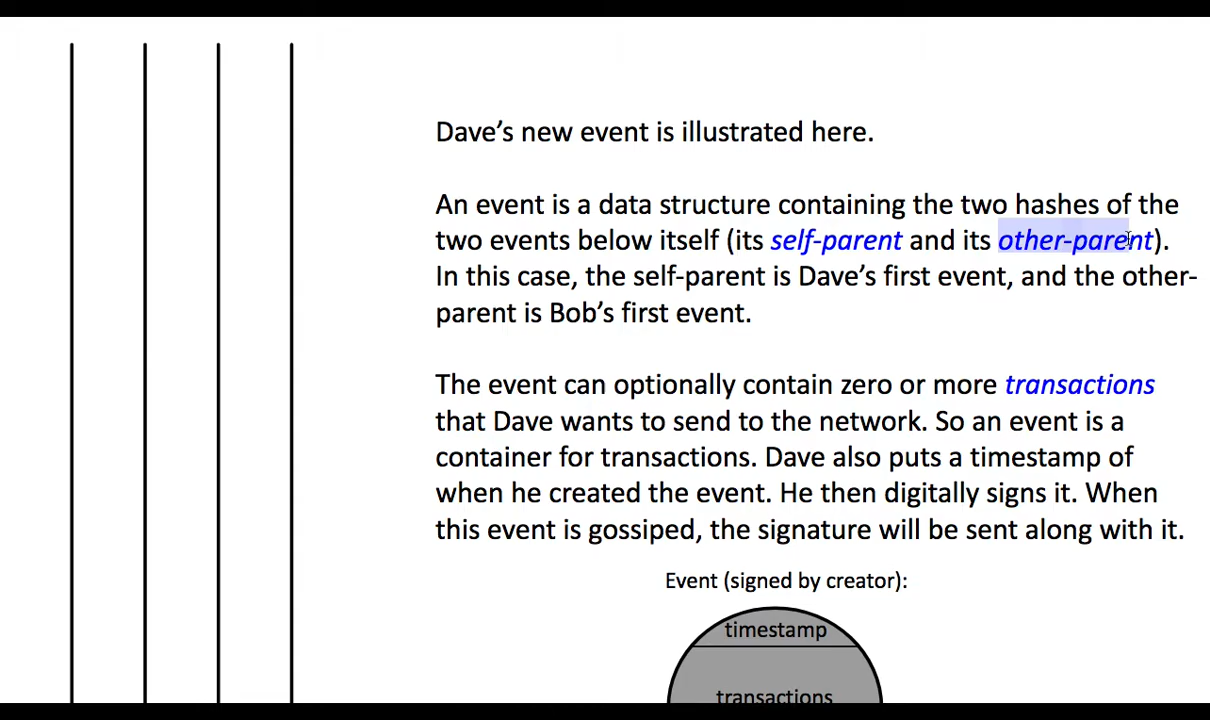 Dave’s new event is illustrated here.
An event is a data structure containing the two hashes of the
two events below itself (its self-parent and its other-parent).
In this case, the self-parent is Dave’s first event, and the other-
parent is Bob’s first event.
The event can optionally contain zero or more transactions
that Dave wants to send to the network. So an event is a
container for transactions. Dave also puts a timestamp of
when he created the event. He then digitally signs it. When
this event is gossiped, the signature will be sent along with it.
Event (signed by creator):
timestamp
transactions